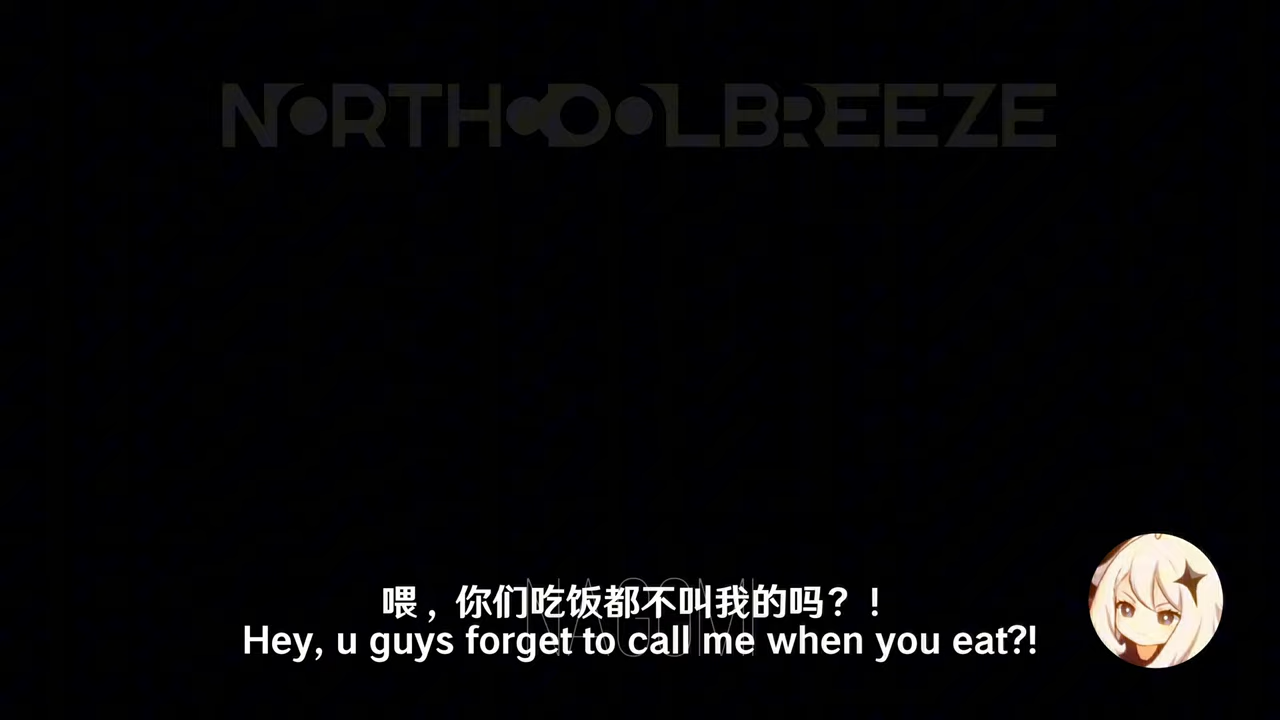 NORTHCOOLBREEZE
NAGOMI
喂，你们吃饭都不叫我的吗？！
Hey, u guys forget to call me when you eat?!